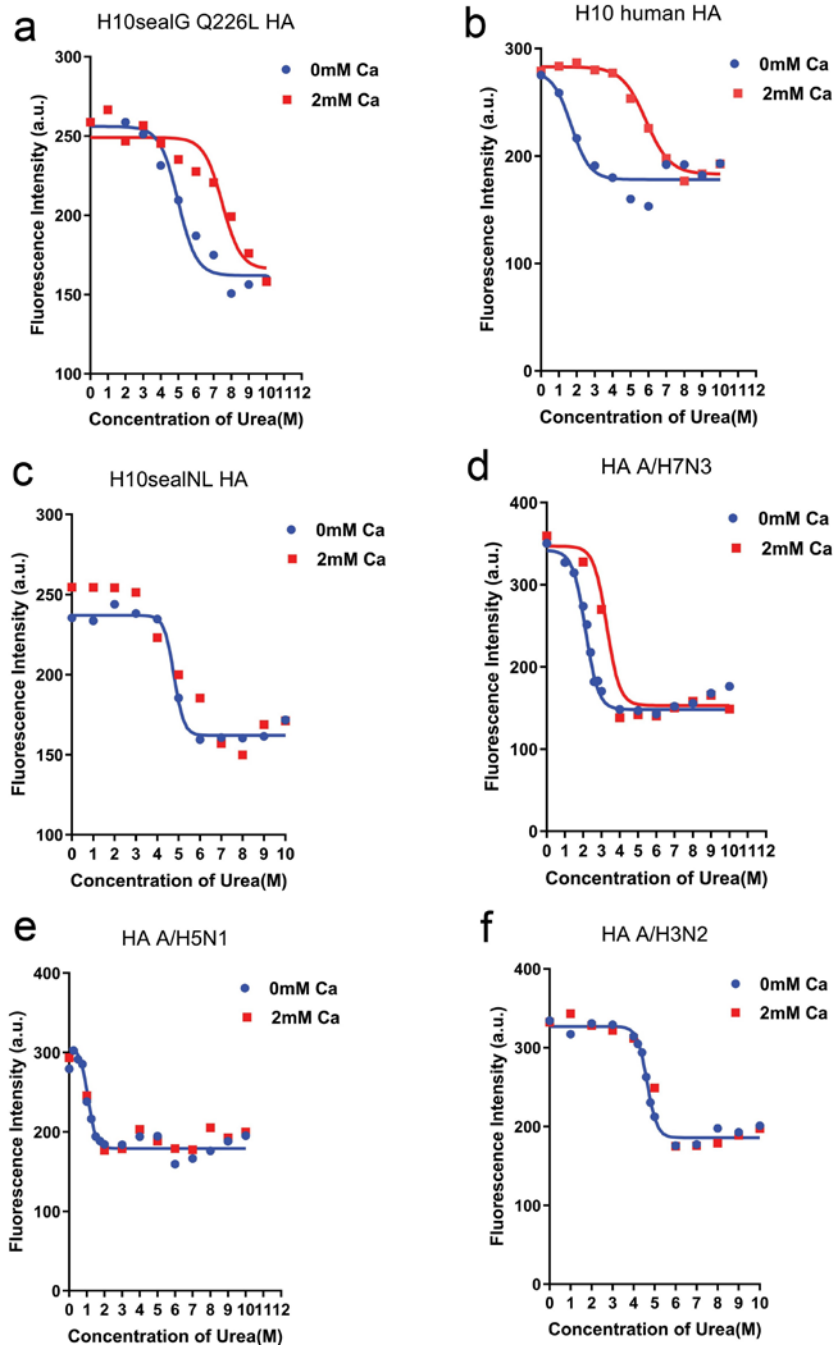 a
H10sealG Q226L HA
0mM Ca
2mM Ca
Fluorescence Intensity (a.u.)
300
250
200
150
100
0 1 2 3 4 5 6 7 8 9 10 11 12
Concentration of Urea(M)
b
H10 human HA
0mM Ca
2mM Ca
Fluorescence Intensity (a.u.)
300
200
100
0
0 1 2 3 4 5 6 7 8 9 10 11 12
Concentration of Urea(M)
c
H10sealNL HA
0mM Ca
2mM Ca
Fluorescence Intensity (a.u.)
300
250
200
150
100
0 1 2 3 4 5 6 7 8 9 10
Concentration of Urea(M)
d
HA A/H7N3
0mM Ca
2mM Ca
Fluorescence Intensity (a.u.)
400
300
200
100
0
0 1 2 3 4 5 6 7 8 9 10 11 12
Concentration of Urea(M)
e
HA A/H5N1
0mM Ca
2mM Ca
Fluorescence Intensity (a.u.)
400
300
200
100
0
0 1 2 3 4 5 6 7 8 9 10 11 12
Concentration of Urea(M)
f
HA A/H3N2
0mM Ca
2mM Ca
Fluorescence Intensity (a.u.)
400
300
200
100
0
0 1 2 3 4 5 6 7 8 9 10
Concentration of Urea(M)